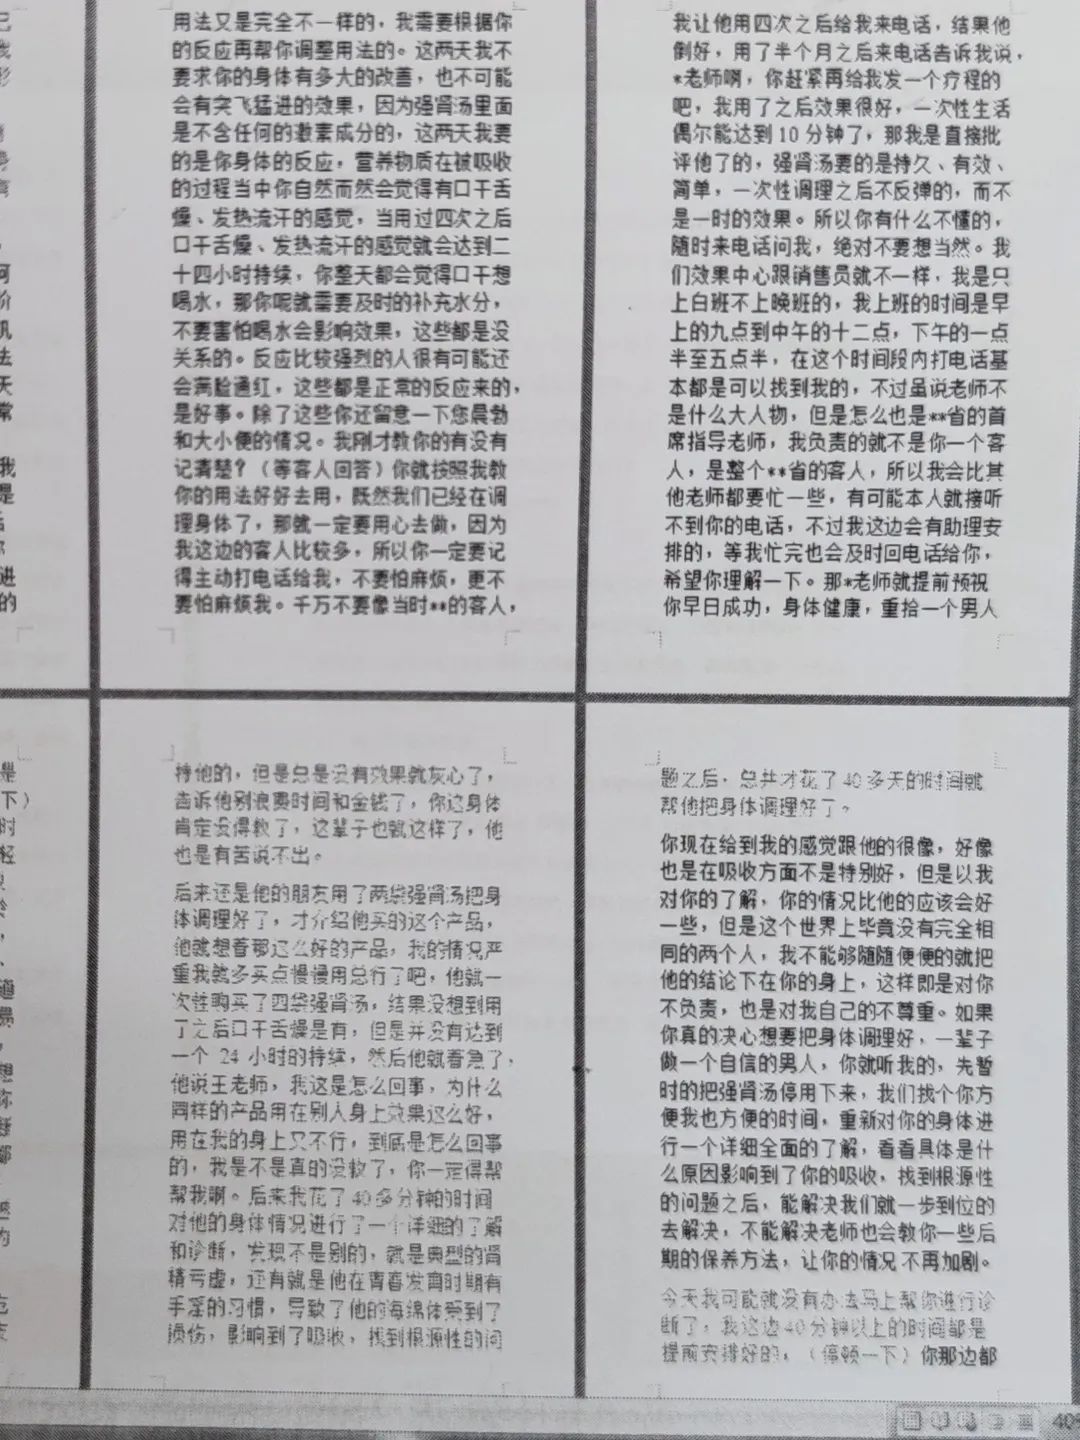 用法又是完全不一样的，我需要根据你
的反应再帮你调整用法的。这两天我不
要求你的身体有多大的改善，也不可能
会有突飞猛进的效果，因为强肾汤里面
是不含任何的激素成分的，这两天我要
的是你身体的反应，营养物质在被吸收
的过程当中你自然而然会觉得有口干舌
燥、发热流汗的感觉，当用过四次之后
口干舌燥、发热流汗的感觉就会达到二
十四小时持续，你整天都会觉得口干想
喝水，那你呢就需要及时的补充水分，
不要害怕喝水会影响效果，这些都是没
关系的。反应比较强烈的人很有可能还
会满脸通红，这些都是正常的反应来的，
是好事。除了这些你还留意一下您晨勃
和大小便的情况。我刚才教你的有没有
记清楚？（等客人回答）你就按照我教
你的用法好好去用，既然我们已经在调
理身体了，那就一定要用心去做，因为
我这边的客人比较多，所以你一定要记
得主动打电话给我，不要怕麻烦，更不
要怕麻烦我。千万不要像当时**的客人，
我让他用四次之后给我来电话，结果他
倒好，用了半个月之后来电话告诉我说，
*老师啊，你赶紧再给我发一个疗程的
吧，我用了之后效果很好，一次性生活
偶尔能达到10分钟了，那我是直接批
评他了的，强肾汤要的是持久、有效、
简单，一次性调理之后不反弹的，而不
是一时的效果。所以你有什么不懂的，
随时来电话问我，绝对不要想当然。我
们效果中心跟销售员就不一样，我是只
上白班不上晚班的，我上班的时间是早
上的九点到中午的十二点，下午的一点
半至五点半，在这个时间段内打电话基
本都是可以找到我的，不过虽说老师不
是什么大人物，但是怎么也是**省的首
席指导老师，我负责的就不是你一个客
人，是整个**省的客人，所以我会比其
他老师都要忙一些，有可能本人就接听
不到你的电话，不过我这边会有助理安
排的，等我忙完也会及时回电话给你，
希望你理解一下。那*老师就提前预祝
你早日成功，身体健康，重拾一个男人
持他的，但是总是没有效果就灰心了，
告诉他别浪费时间和金钱了，你这身体
肯定没得救了，这辈子也就这样了，他
也是有苦说不出。
后来还是他的朋友用了两袋强肾汤把身
体调理好了，才介绍他买的这个产品，
他就想着那这么好的产品，我的情况严
重我就多买点慢慢用总行了吧，他就一
次性购买了四袋强肾汤，结果没想到用
了之后口干舌燥是有，但是并没有达到
一个 24 小时的持续，然后他就着急了，
他说王老师，我这是怎么回事，为什么
同样的产品用在别人身上效果这么好，
用在我的身上又不行，到底是怎么回事
的，我是不是真的没救了，你一定得帮
帮我啊。后来我花了40多分钟的时间
对他的身体情况进行了一个详细的了解
和诊断，发现不是别的，就是典型的肾
精亏虚，还有就是他在青春发育时期有
手淫的习惯，导致了他的海绵体受到了
损伤，影响到了吸收，找到根源性的问
题之后，总共才花了40多天的时间就
帮他把身体调理好了。
你现在给到我的感觉跟他的很像，好像
也是在吸收方面不是特别好，但是以我
对你的了解，你的情况比他的应该会好
一些，但是这个世界上毕竟没有完全相
同的两个人，我不能够随随便便的就把
他的结论下在你的身上，这样即是对你
不负责，也是对我自己的不尊重。如果
你真的决心想要把身体调理好，一辈子
做一个自信的男人，你就听我的，先暂
时的把强肾汤停用下来，我们找个你方
便我也方便的时间，重新对你的身体进
行一个详细全面的了解，看看具体是什
么原因影响到了你的吸收，找到根源性
的问题之后，能解决我们就一步到位的
去解决，不能解决老师也会教你一些后
期的保养方法，让你的情况不再加剧。
今天我可能就没有办法马上帮你进行诊
断了，我这边40分钟以上的时间都是
提前安排好的，（停顿一下）你那边都